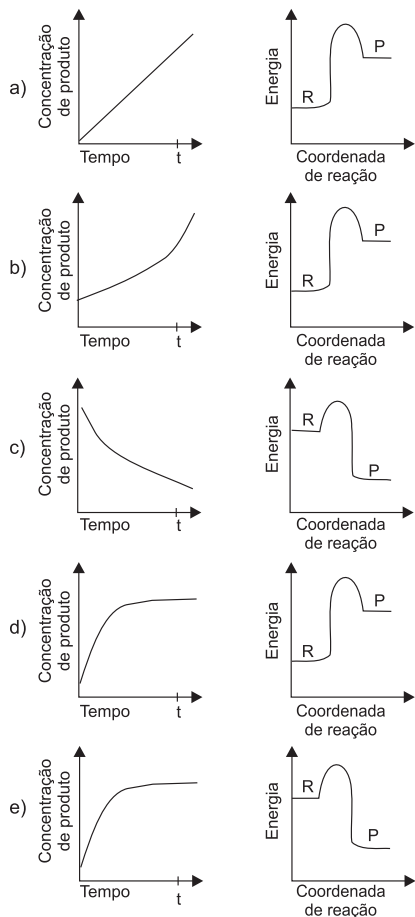 a)
Concentração
de produto
Tempo
t
Energia
R
P
Coordenada
de reação
b)
Concentração
de produto
Tempo
t
Energia
R
P
Coordenada
de reação
c)
Concentração
de produto
Tempo
t
Energia
R
P
Coordenada
de reação
d)
Concentração
de produto
Tempo
t
Energia
R
P
Coordenada
de reação
e)
Concentração
de produto
Tempo
t
Energia
R
P
Coordenada
de reação